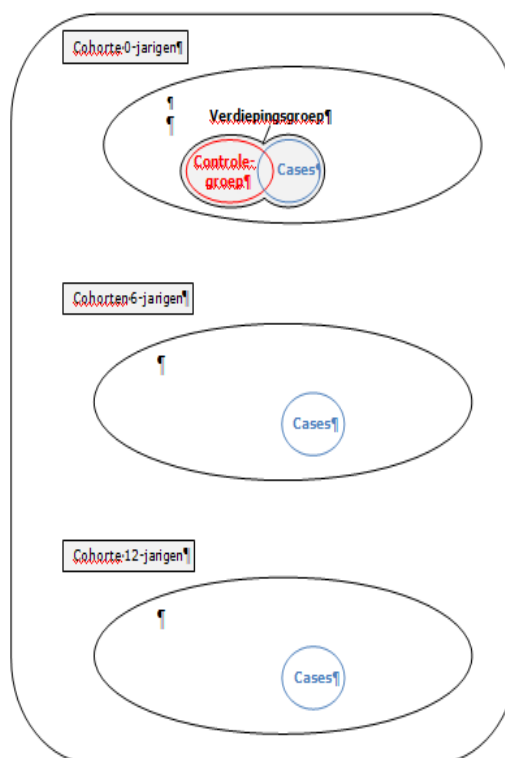 Cohorte·0-jarigen¶
¶
¶
Verdiepingsgroep¶
Controle-
groep¶
Cases¶
Cohorten·6-jarigen¶
¶
Cases¶
Cohorte·12-jarigen¶
¶
Cases¶